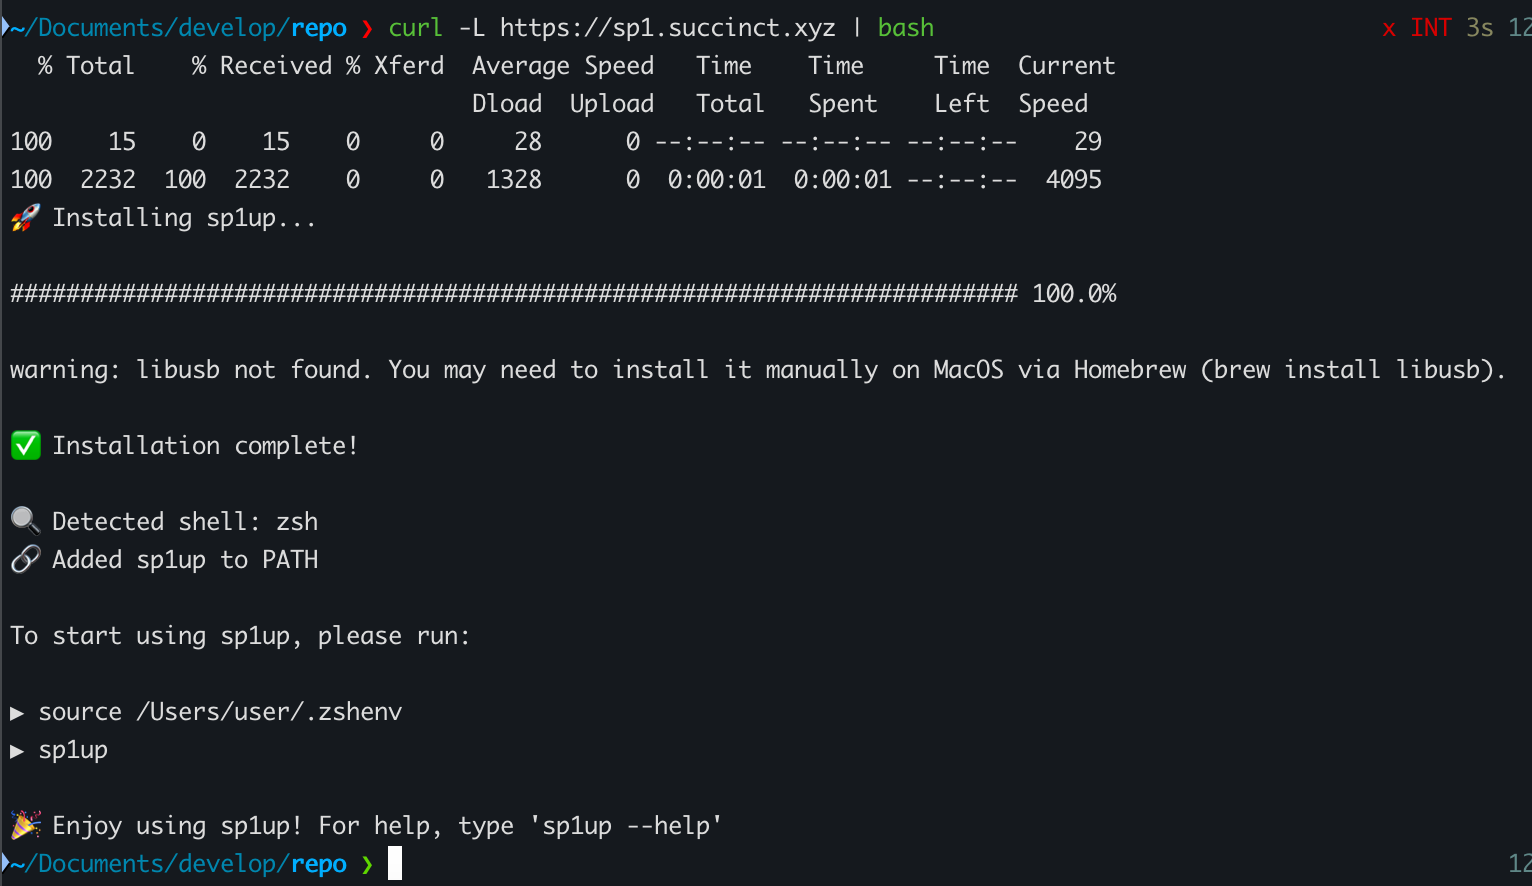 ~/Documents/develop/repo ❯ curl -L https://sp1.succinct.xyz | bash x INT 3s 12
% Total % Received % Xferd Average Speed Time Time Time Current
Dload Upload Total Spent Left Speed
100 15 0 15 0 0 28 0 --:--:-- --:--:-- --:--:-- 29
100 2232 100 2232 0 0 1328 0 0:00:01 0:00:01 --:--:-- 4095
🚀 Installing sp1up...
######################################################################## 100.0%
warning: libusb not found. You may need to install it manually on MacOS via Homebrew (brew install libusb).
✅ Installation complete!
🔍 Detected shell: zsh
🔗 Added sp1up to PATH
To start using sp1up, please run:
▶ source /Users/user/.zshenv
▶ sp1up
🎉 Enjoy using sp1up! For help, type 'sp1up --help'
~/Documents/develop/repo ❯ 12